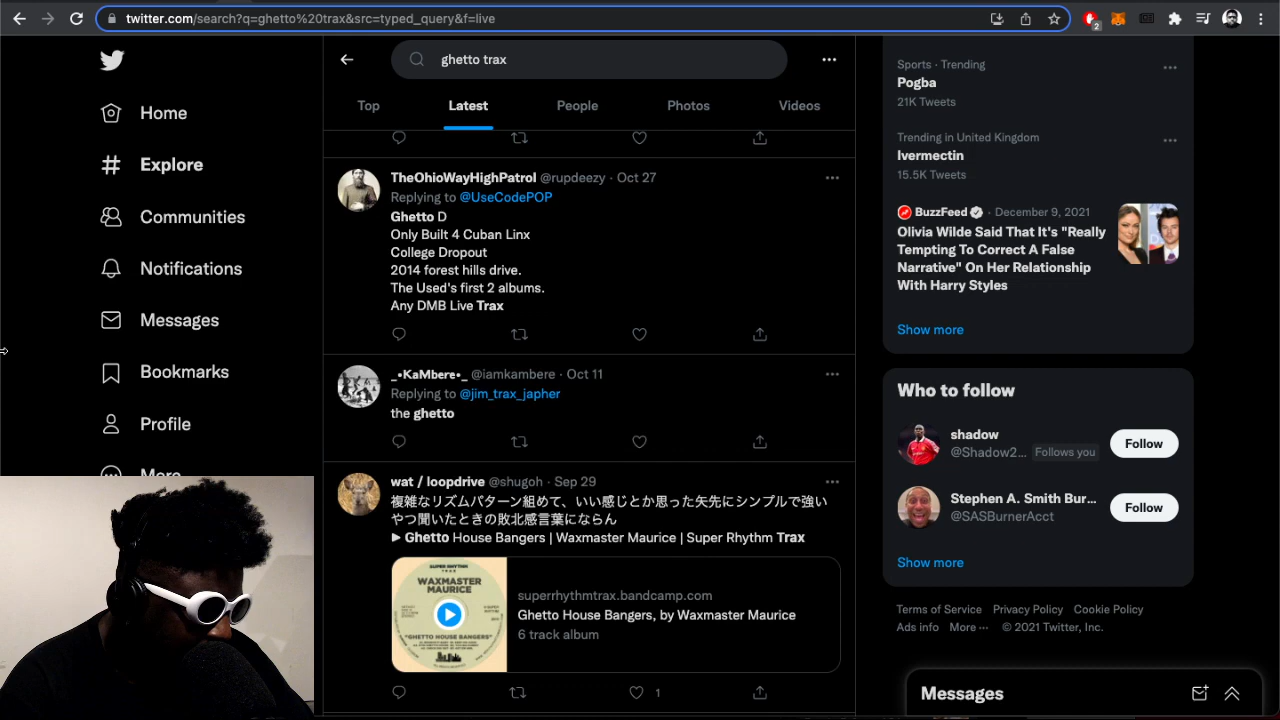 twitter.com/search?q=ghetto%20trax&src=typed_query&f=live
2
Home
Explore
Communities
Notifications
Messages
Bookmarks
Profile
More
ghetto trax
Top
Latest
People
Photos
Videos
TheOhioWayHighPatrol @rupdeezy · Oct 27
Replying to @UseCodePOP
Ghetto D
Only Built 4 Cuban Linx
College Dropout
2014 forest hills drive.
The Used's first 2 albums.
Any DMB Live Trax
_•KaMbere•_ @iamkambere · Oct 11
Replying to @jim_trax_japher
the ghetto
wat / loopdrive @shugoh · Sep 29
複雑なリズムパターン組めて、いい感じとか思った矢先にシンプルで強い
やつ聞いたときの敗北感言葉にならん
▶ Ghetto House Bangers | Waxmaster Maurice | Super Rhythm Trax
SUPER RHYTHM
TRAX
WAXMASTER
MAURICE
"GHETTO HOUSE BANGERS"
superrhythmtrax.bandcamp.com
Ghetto House Bangers, by Waxmaster Maurice
6 track album
1
Sports · Trending
Pogba
21K Tweets
Trending in United Kingdom
Ivermectin
15.5K Tweets
BuzzFeed · December 9, 2021
Olivia Wilde Said That It's "Really
Tempting To Correct A False
Narrative" On Her Relationship
With Harry Styles
Show more
Who to follow
shadow
@Shadow2... Follows you
Follow
Stephen A. Smith Bur...
@SASBurnerAcct
Follow
Show more
Terms of Service Privacy Policy Cookie Policy
Ads info More ··· © 2021 Twitter, Inc.
Messages